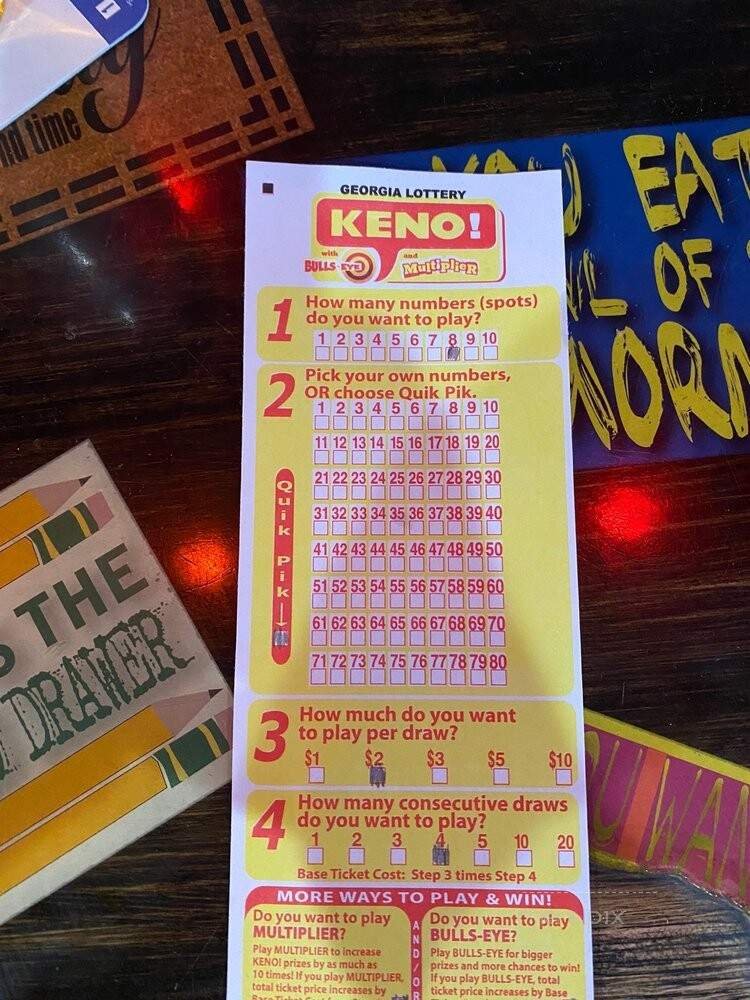 nd time
YOU EAT
OF
GEORGIA LOTTERY
KENO!
with BULLS-EYE and Multiplier
1 How many numbers (spots)
do you want to play?
1 2 3 4 5 6 7 8 9 10
2 Pick your own numbers,
OR choose Quik Pik.
1 2 3 4 5 6 7 8 9 10
11 12 13 14 15 16 17 18 19 20
21 22 23 24 25 26 27 28 29 30
31 32 33 34 35 36 37 38 39 40
41 42 43 44 45 46 47 48 49 50
51 52 53 54 55 56 57 58 59 60
61 62 63 64 65 66 67 68 69 70
71 72 73 74 75 76 77 78 79 80
Quik Pik
THE
DRAWER
3 How much do you want
to play per draw?
$1 $2 $3 $5 $10
4 How many consecutive draws
do you want to play?
1 2 3 4 5 10 20
Base Ticket Cost: Step 3 times Step 4
MORE WAYS TO PLAY & WIN!
Do you want to play
MULTIPLIER?
Play MULTIPLIER to increase
KENO! prizes by as much as
10 times! If you play MULTIPLIER,
total ticket price increases by
AND/OR
Do you want to play
BULLS-EYE?
Play BULLS-EYE for bigger
prizes and more chances to win!
If you play BULLS-EYE, total
ticket price increases by Base